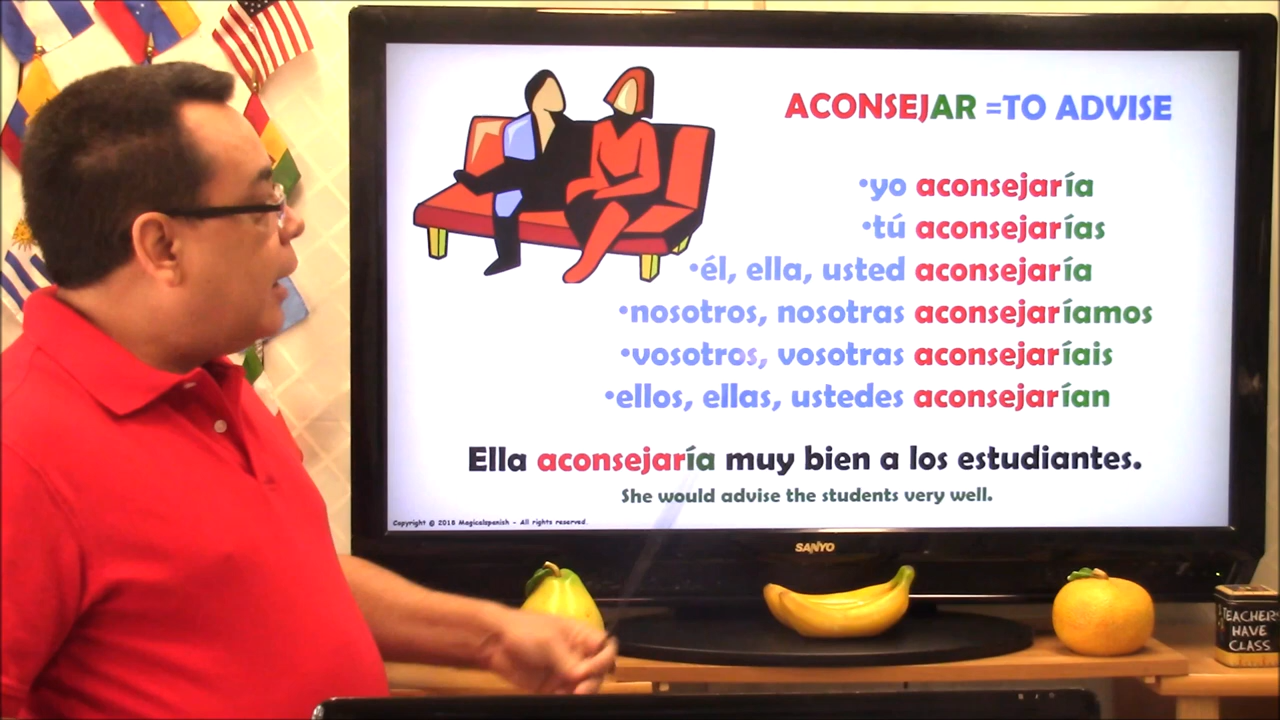 ACONSEJAR =TO ADVISE
•yo aconsejaría
•tú aconsejarías
•él, ella, usted aconsejaría
•nosotros, nosotras aconsejaríamos
•vosotros, vosotras aconsejaríais
•ellos, ellas, ustedes aconsejarían
Ella aconsejaría muy bien a los estudiantes.
She would advise the students very well.
Copyright © 2016 Magicalspanish - All rights reserved.
SANYO
TEACHERS
HAVE
CLASS